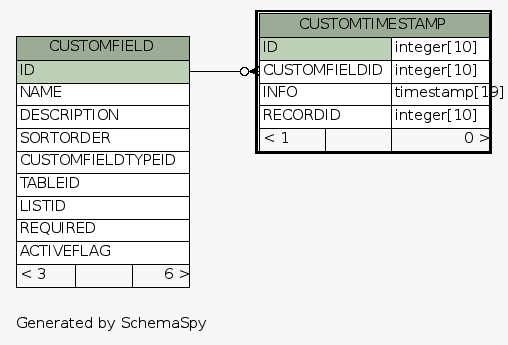 CUSTOMFIELD
ID
NAME
DESCRIPTION
SORTORDER
CUSTOMFIELDTYPEID
TABLEID
LISTID
REQUIRED
ACTIVEFLAG
< 3 6 >
CUSTOMTIMESTAMP
ID integer[10]
CUSTOMFIELDID integer[10]
INFO timestamp[19]
RECORDID integer[10]
< 1 0 >
Generated by SchemaSpy